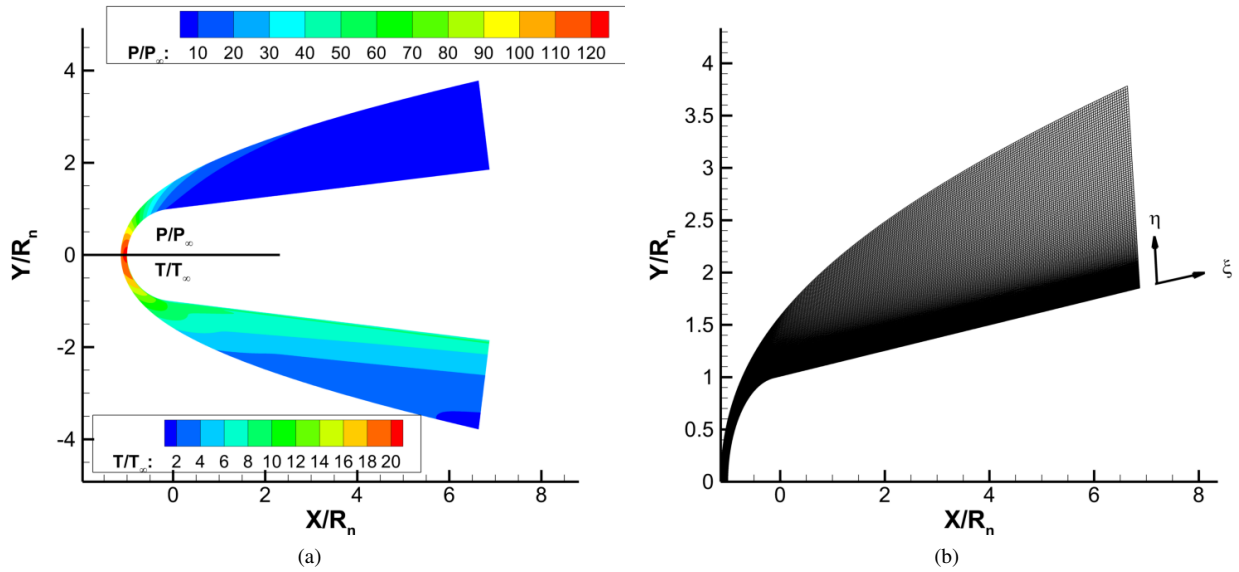 P/P∞: 10 20 30 40 50 60 70 80 90 100 110 120
4
2
0
-2
-4
Y/Rn
P/P∞
T/T∞
T/T∞: 2 4 6 8 10 12 14 16 18 20
0 2 4 6 8
X/Rn
(a)
4
3.5
3
2.5
2
1.5
1
0.5
0
Y/Rn
η
ξ
0 2 4 6 8
X/Rn
(b)